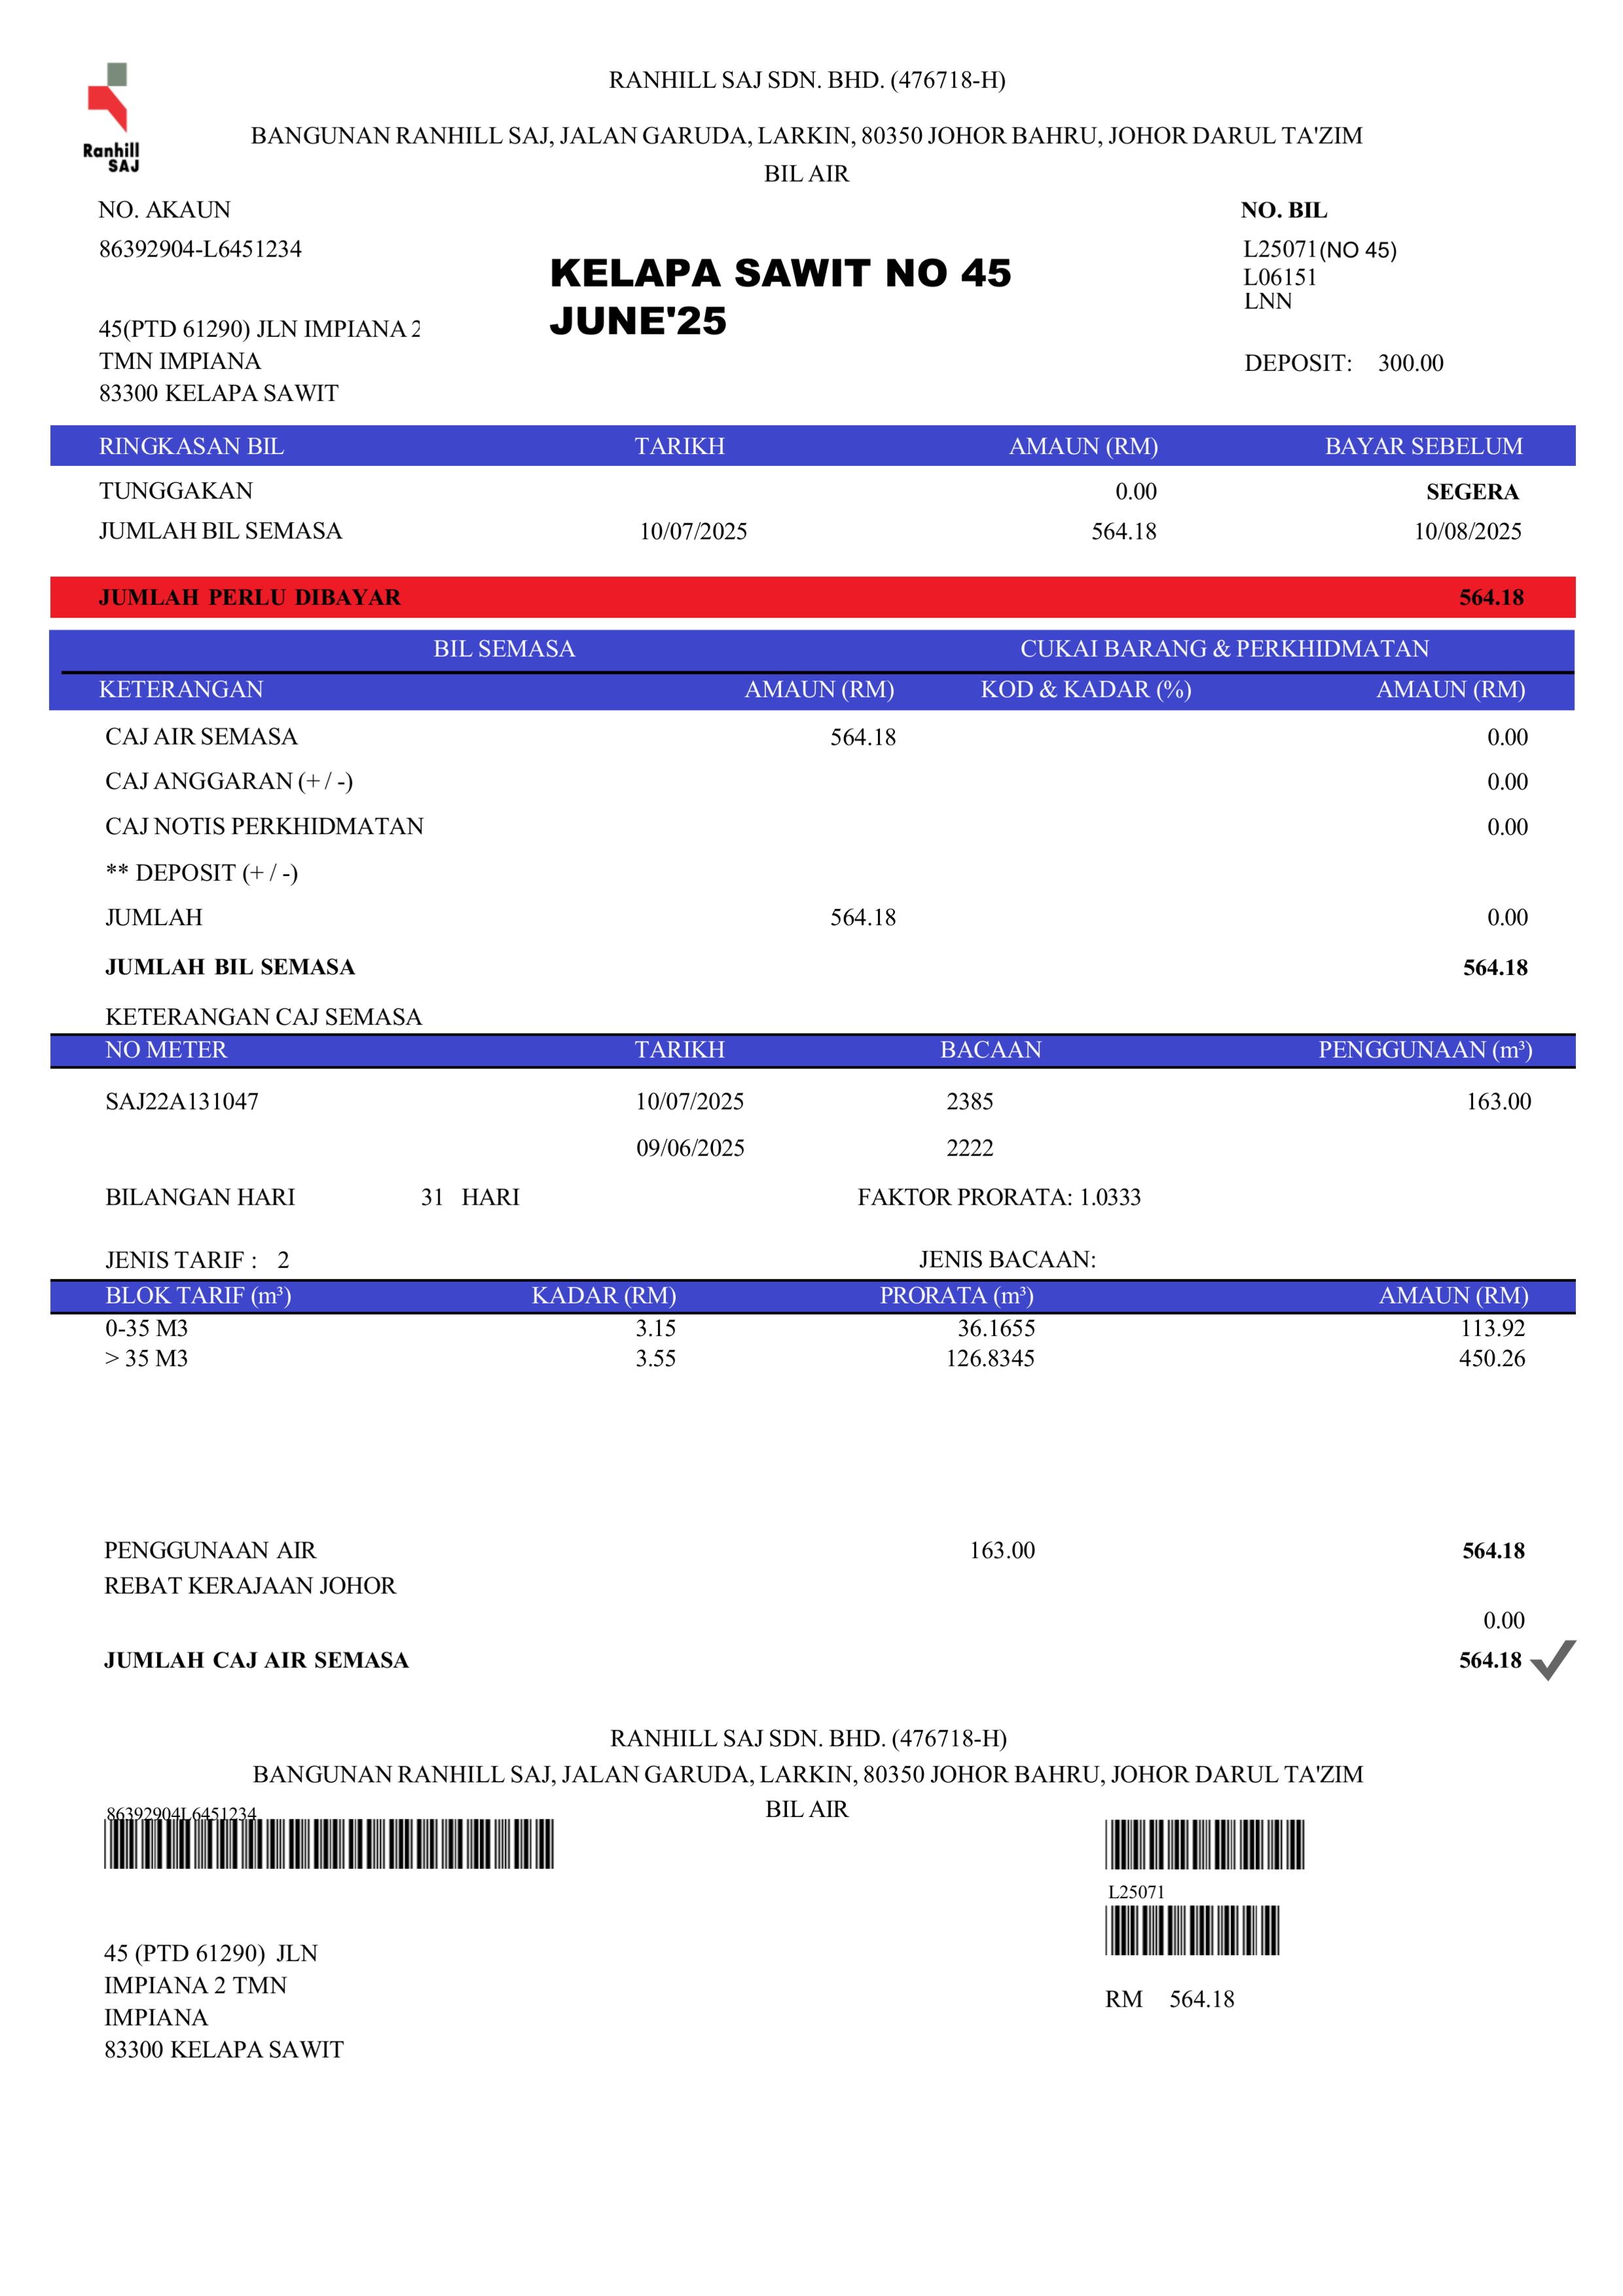 Ranhill
SAJ
RANHILL SAJ SDN. BHD. (476718-H)
BANGUNAN RANHILL SAJ, JALAN GARUDA, LARKIN, 80350 JOHOR BAHRU, JOHOR DARUL TA'ZIM
BIL AIR
NO. AKAUN
86392904-L6451234
KELAPA SAWIT NO 45
JUNE'25
NO. BIL
L25071(NO 45)
L06151
LNN
45(PTD 61290) JLN IMPIANA 2
TMN IMPIANA
83300 KELAPA SAWIT
DEPOSIT: 300.00
RINGKASAN BIL TARIKH AMAUN (RM) BAYAR SEBELUM
TUNGGAKAN 0.00 SEGERA
JUMLAH BIL SEMASA 10/07/2025 564.18 10/08/2025
JUMLAH PERLU DIBAYAR 564.18
BIL SEMASA CUKAI BARANG & PERKHIDMATAN
KETERANGAN AMAUN (RM) KOD & KADAR (%) AMAUN (RM)
CAJ AIR SEMASA 564.18 0.00
CAJ ANGGARAN (+ / -) 0.00
CAJ NOTIS PERKHIDMATAN 0.00
** DEPOSIT (+ / -)
JUMLAH 564.18 0.00
JUMLAH BIL SEMASA 564.18
KETERANGAN CAJ SEMASA
NO METER TARIKH BACAAN PENGGUNAAN (m³)
SAJ22A131047 10/07/2025 2385 163.00
09/06/2025 2222
BILANGAN HARI 31 HARI FAKTOR PRORATA: 1.0333
JENIS TARIF : 2 JENIS BACAAN:
BLOK TARIF (m³) KADAR (RM) PRORATA (m³) AMAUN (RM)
0-35 M3 3.15 36.1655 113.92
> 35 M3 3.55 126.8345 450.26
PENGGUNAAN AIR 163.00 564.18
REBAT KERAJAAN JOHOR
0.00
JUMLAH CAJ AIR SEMASA 564.18
RANHILL SAJ SDN. BHD. (476718-H)
BANGUNAN RANHILL SAJ, JALAN GARUDA, LARKIN, 80350 JOHOR BAHRU, JOHOR DARUL TA'ZIM
BIL AIR
86392904L6451234
L25071
45 (PTD 61290) JLN
IMPIANA 2 TMN
IMPIANA
83300 KELAPA SAWIT
RM 564.18